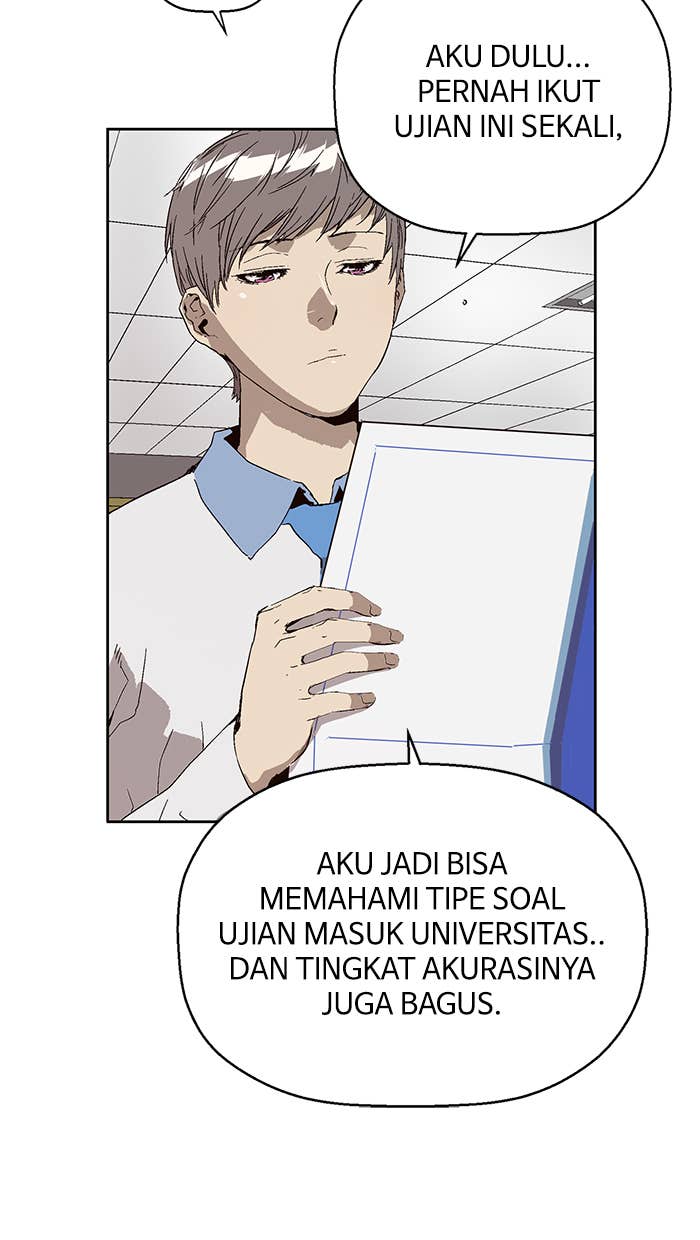 AKU DULU...
PERNAH IKUT
UJIAN INI SEKALI,
AKU JADI BISA
MEMAHAMI TIPE SOAL
UJIAN MASUK UNIVERSITAS..
DAN TINGKAT AKURASINYA
JUGA BAGUS.